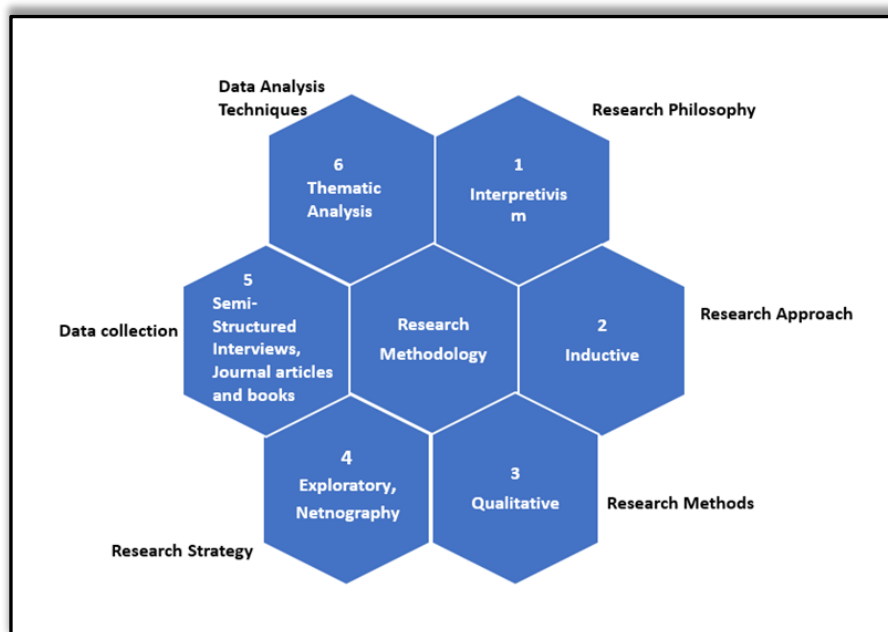 Data Analysis
Techniques
Research Philosophy
6
Thematic
Analysis
1
Interpretivis
m
5
Semi-
Structured
Interviews,
Journal articles
and books
Data collection
Research
Methodology
2
Inductive
Research Approach
4
Exploratory,
Netnography
3
Qualitative
Research Methods
Research Strategy